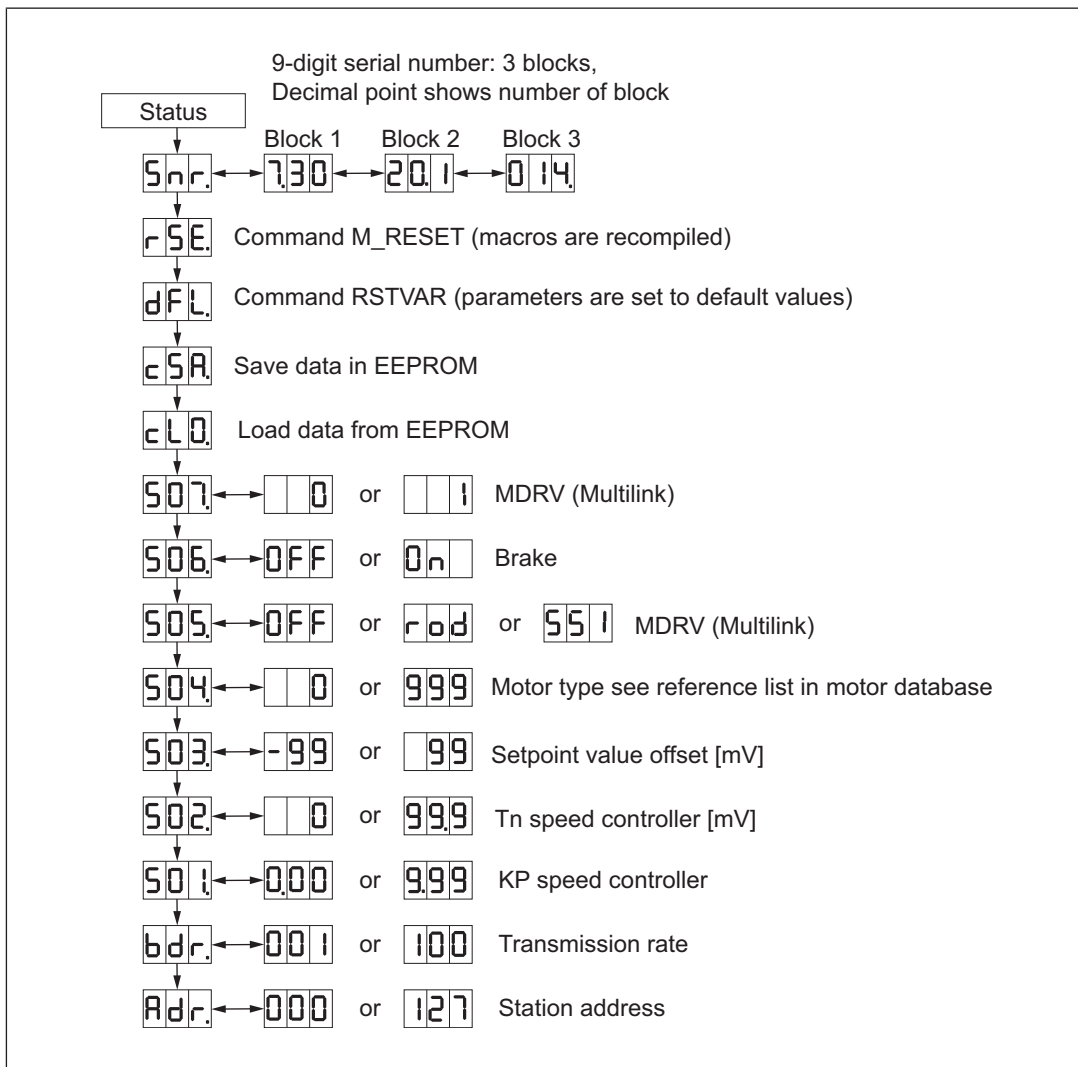 9-digit serial number: 3 blocks,
Decimal point shows number of block
Status
Block 1 Block 2 Block 3
Snr. 7.30 20.1 014.
rSE. Command M_RESET (macros are recompiled)
dFL. Command RSTVAR (parameters are set to default values)
cSA. Save data in EEPROM
cLO. Load data from EEPROM
S07. 0 or 1 MDRV (Multilink)
S06. OFF or On Brake
S05. OFF or rod or SSI MDRV (Multilink)
S04. 0 or 999 Motor type see reference list in motor database
S03. -99 or 99 Setpoint value offset [mV]
S02. 0 or 99.9 Tn speed controller [mV]
S01. 0.00 or 9.99 KP speed controller
bdr. 001 or 100 Transmission rate
Adr. 000 or 127 Station address